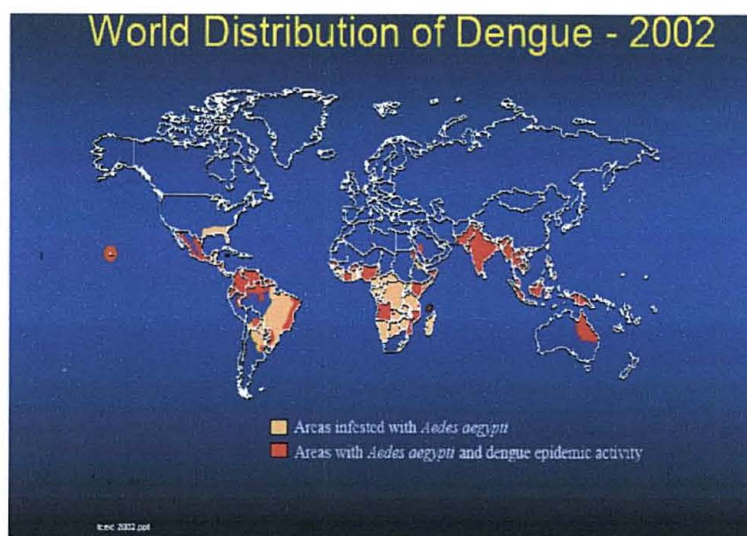 World Distribution of Dengue - 2002
Areas infested with Aedes aegypti
Areas with Aedes aegypti and dengue epidemic activity